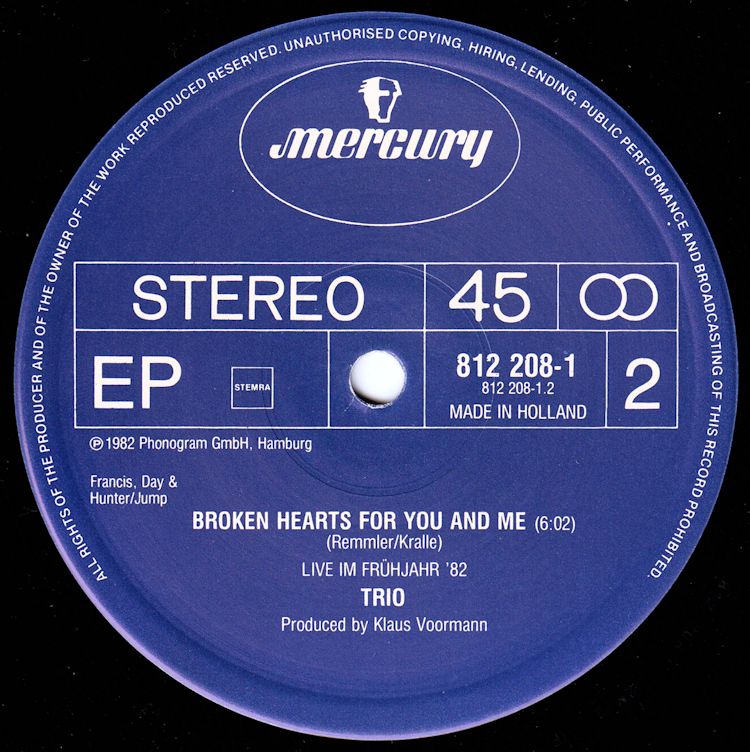 ALL RIGHTS OF THE PRODUCER AND OF THE OWNER OF THE WORK REPRODUCED RESERVED. UNAUTHORISED COPYING, HIRING, LENDING, PUBLIC PERFORMANCE AND BROADCASTING OF THIS RECORD PROHIBITED.
mercury
STEREO 45
EP STEMRA 812 208-1 2
812 208-1.2
MADE IN HOLLAND
℗ 1982 Phonogram GmbH, Hamburg
Francis, Day &
Hunter/Jump
BROKEN HEARTS FOR YOU AND ME (6:02)
(Remmler/Kralle)
LIVE IM FRÜHJAHR '82
TRIO
Produced by Klaus Voormann